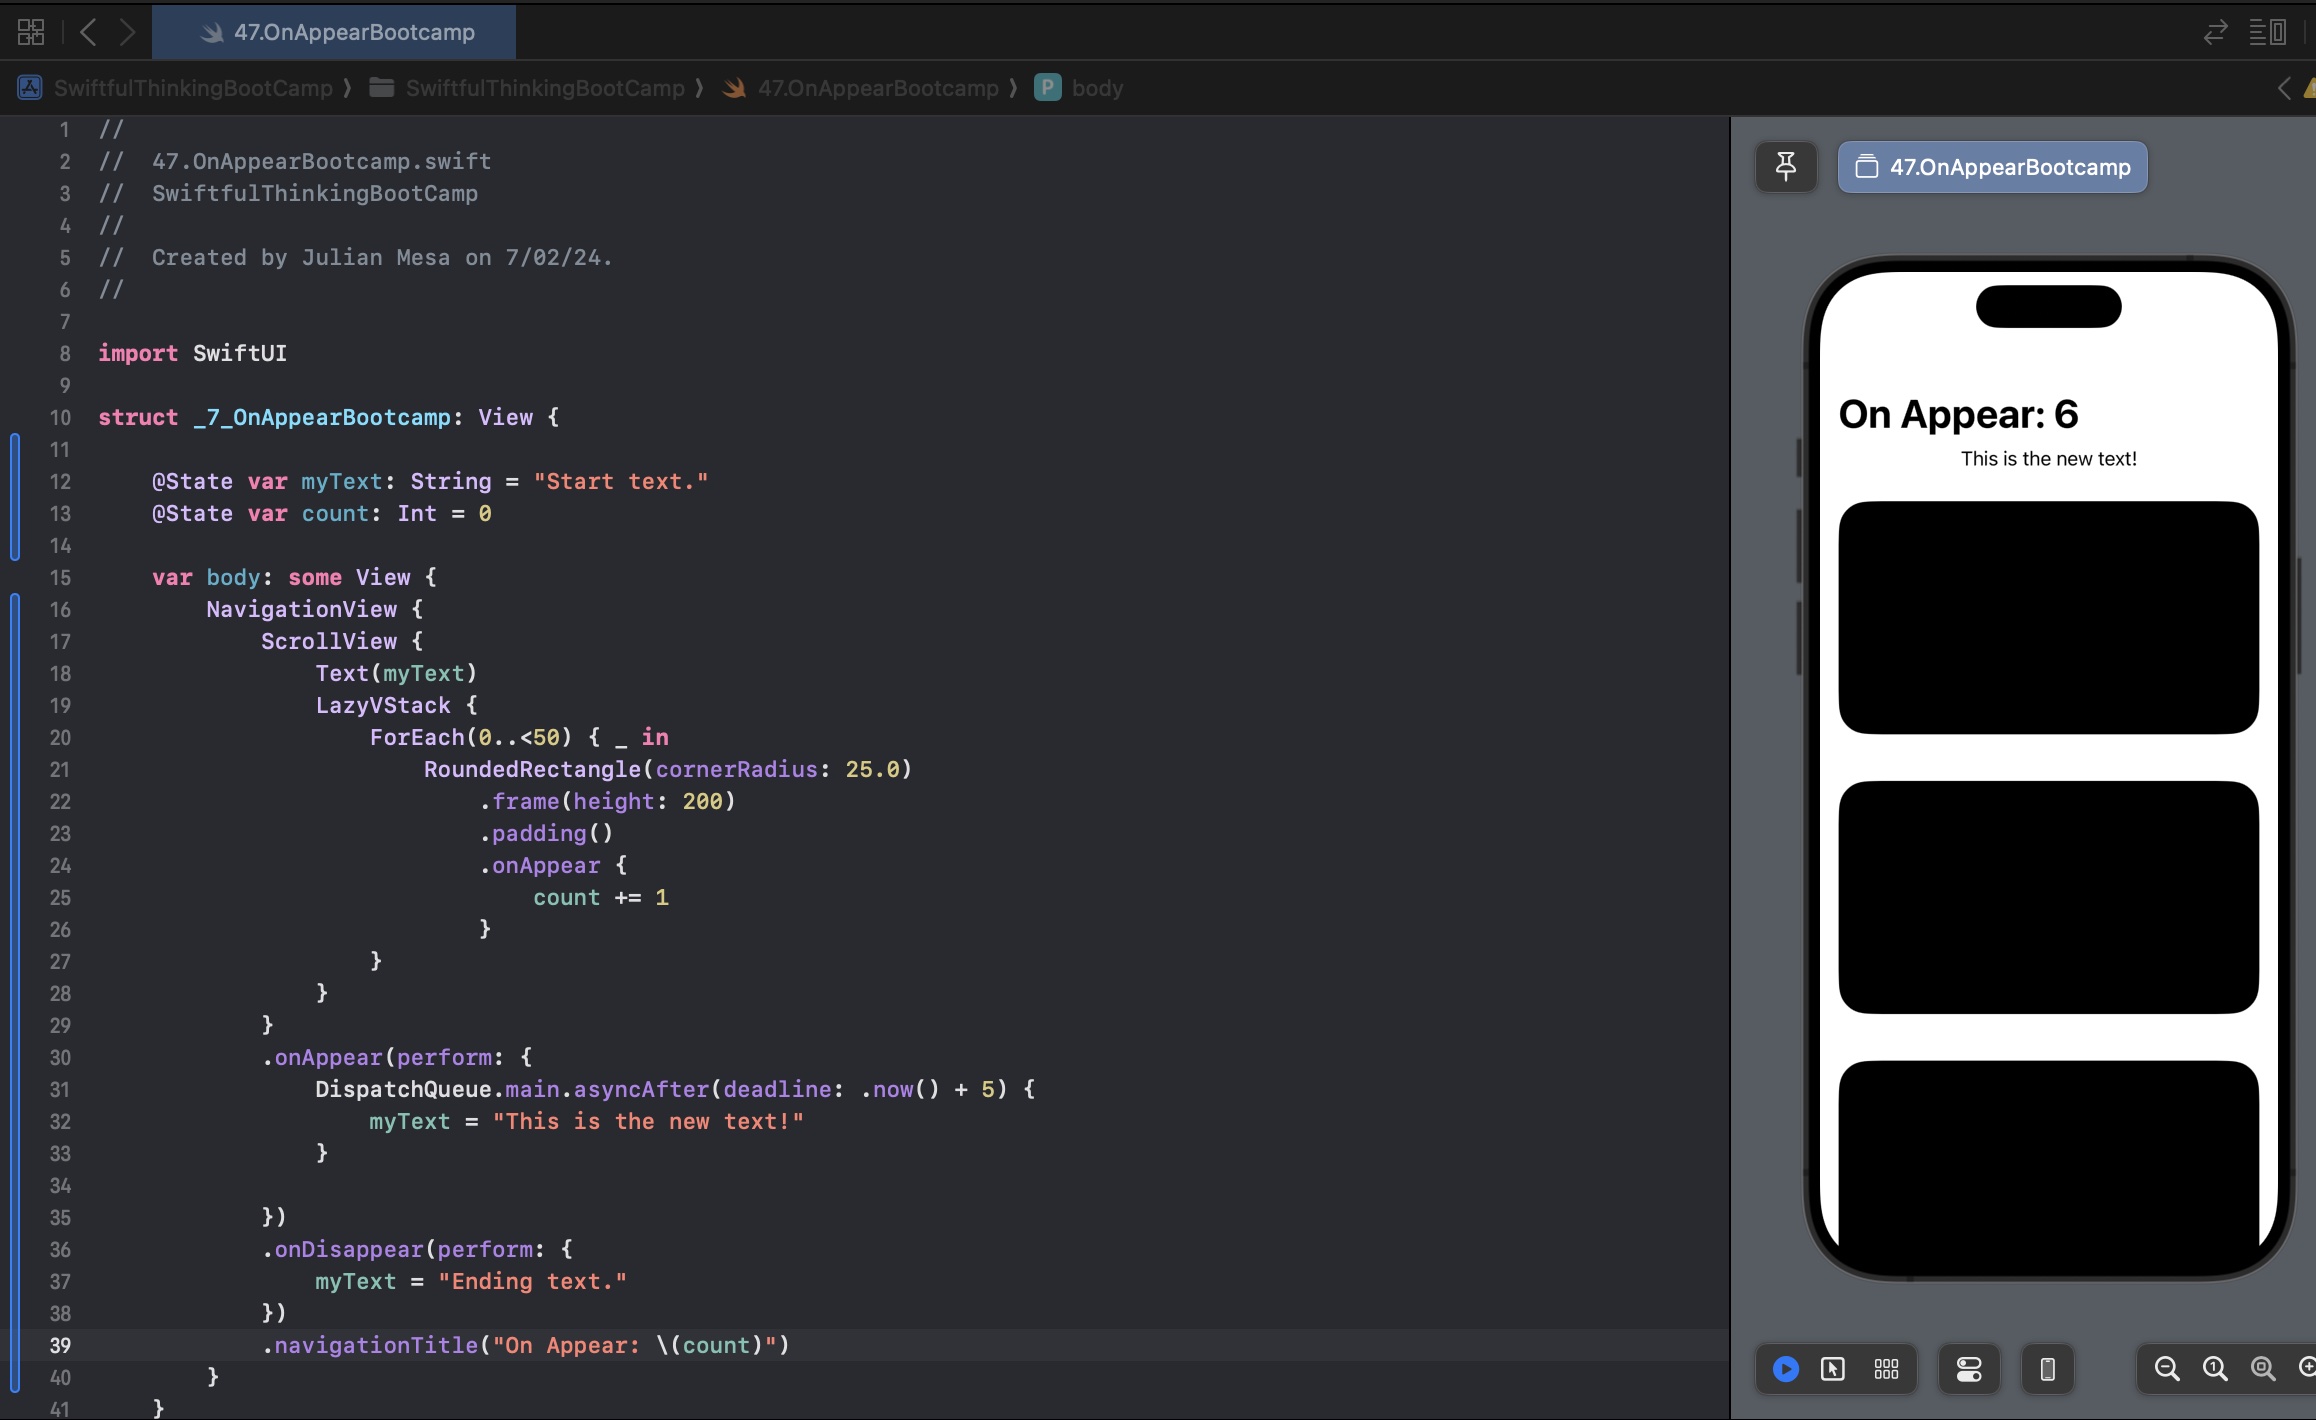 47.OnAppearBootcamp
SwiftfulThinkingBootCamp ❭ SwiftfulThinkingBootCamp ❭ 47.OnAppearBootcamp ❭ P body
1 //
2 //  47.OnAppearBootcamp.swift
3 //  SwiftfulThinkingBootCamp
4 //
5 //  Created by Julian Mesa on 7/02/24.
6 //
7
8 import SwiftUI
9
10 struct _7_OnAppearBootcamp: View {
11
12     @State var myText: String = "Start text."
13     @State var count: Int = 0
14
15     var body: some View {
16         NavigationView {
17             ScrollView {
18                 Text(myText)
19                 LazyVStack {
20                     ForEach(0..<50) { _ in
21                         RoundedRectangle(cornerRadius: 25.0)
22                             .frame(height: 200)
23                             .padding()
24                             .onAppear {
25                                 count += 1
26                             }
27                     }
28                 }
29             }
30             .onAppear(perform: {
31                 DispatchQueue.main.asyncAfter(deadline: .now() + 5) {
32                     myText = "This is the new text!"
33                 }
34
35             })
36             .onDisappear(perform: {
37                 myText = "Ending text."
38             })
39             .navigationTitle("On Appear: \(count)")
40         }
41     }
47.OnAppearBootcamp
On Appear: 6
This is the new text!